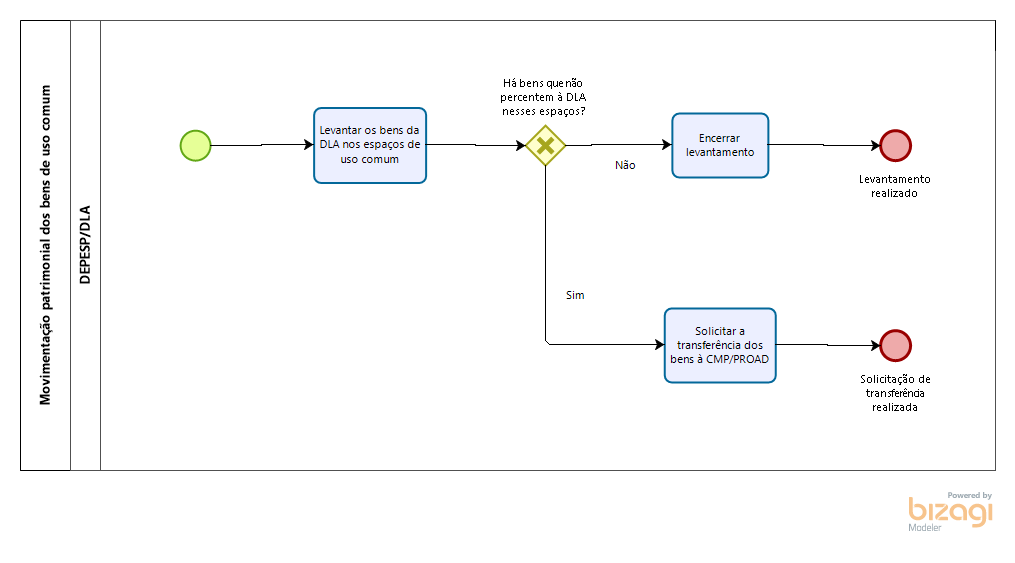 Movimentação patrimonial dos bens de uso comum
DEPESP/DLA
Levantar os bens da
DLA nos espaços de
uso comum
Há bens que não
percentem à DLA
nesses espaços?
Não
Encerrar
levantamento
Levantamento
realizado
Sim
Solicitar a
transferência dos
bens à CMP/PROAD
Solicitação de
transferência
realizada
Powered by
bizagi
Modeler